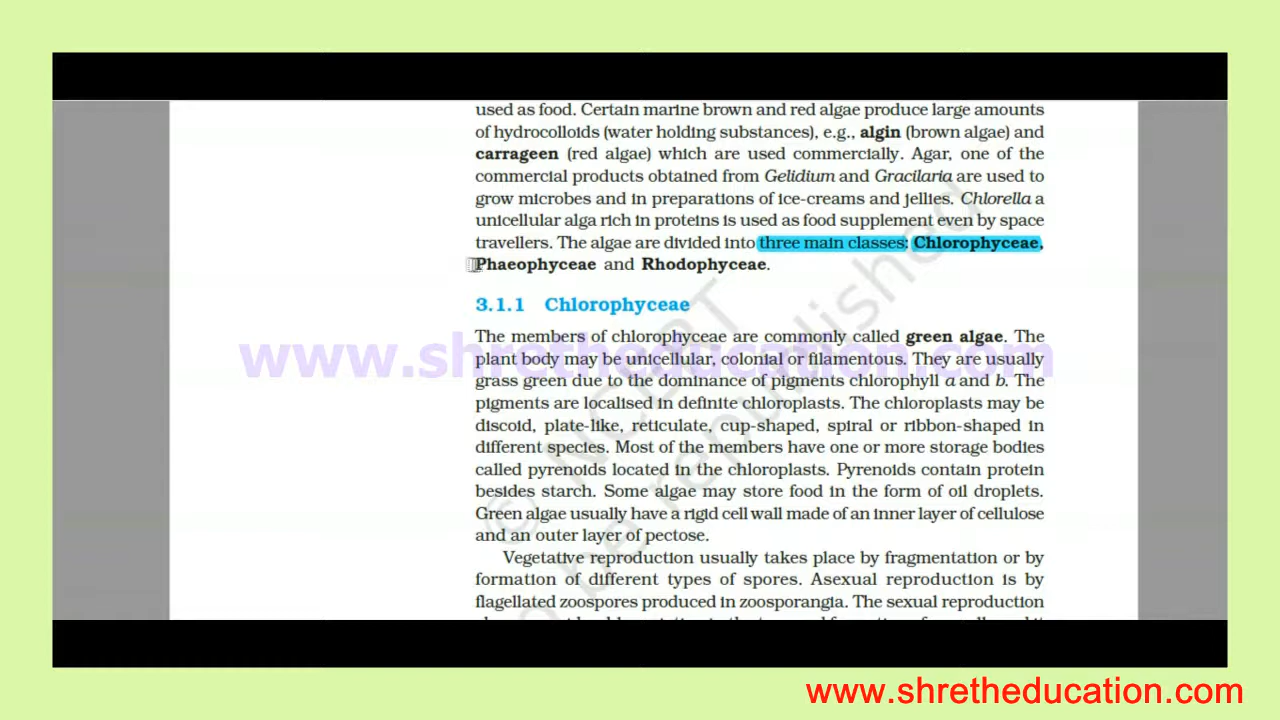 used as food. Certain marine brown and red algae produce large amounts
of hydrocolloids (water holding substances), e.g., algin (brown algae) and
carrageen (red algae) which are used commercially. Agar, one of the
commercial products obtained from Gelidium and Gracilaria are used to
grow microbes and in preparations of ice-creams and jellies. Chlorella a
unicellular alga rich in proteins is used as food supplement even by space
travellers. The algae are divided into three main classes: Chlorophyceae,
Phaeophyceae and Rhodophyceae.
3.1.1 Chlorophyceae
The members of chlorophyceae are commonly called green algae. The
plant body may be unicellular, colonial or filamentous. They are usually
grass green due to the dominance of pigments chlorophyll a and b. The
pigments are localised in definite chloroplasts. The chloroplasts may be
discoid, plate-like, reticulate, cup-shaped, spiral or ribbon-shaped in
different species. Most of the members have one or more storage bodies
called pyrenoids located in the chloroplasts. Pyrenoids contain protein
besides starch. Some algae may store food in the form of oil droplets.
Green algae usually have a rigid cell wall made of an inner layer of cellulose
and an outer layer of pectose.
Vegetative reproduction usually takes place by fragmentation or by
formation of different types of spores. Asexual reproduction is by
flagellated zoospores produced in zoosporangia. The sexual reproduction
www.shretheducation.com
© NCERT
be republished
www.shretheducation.com